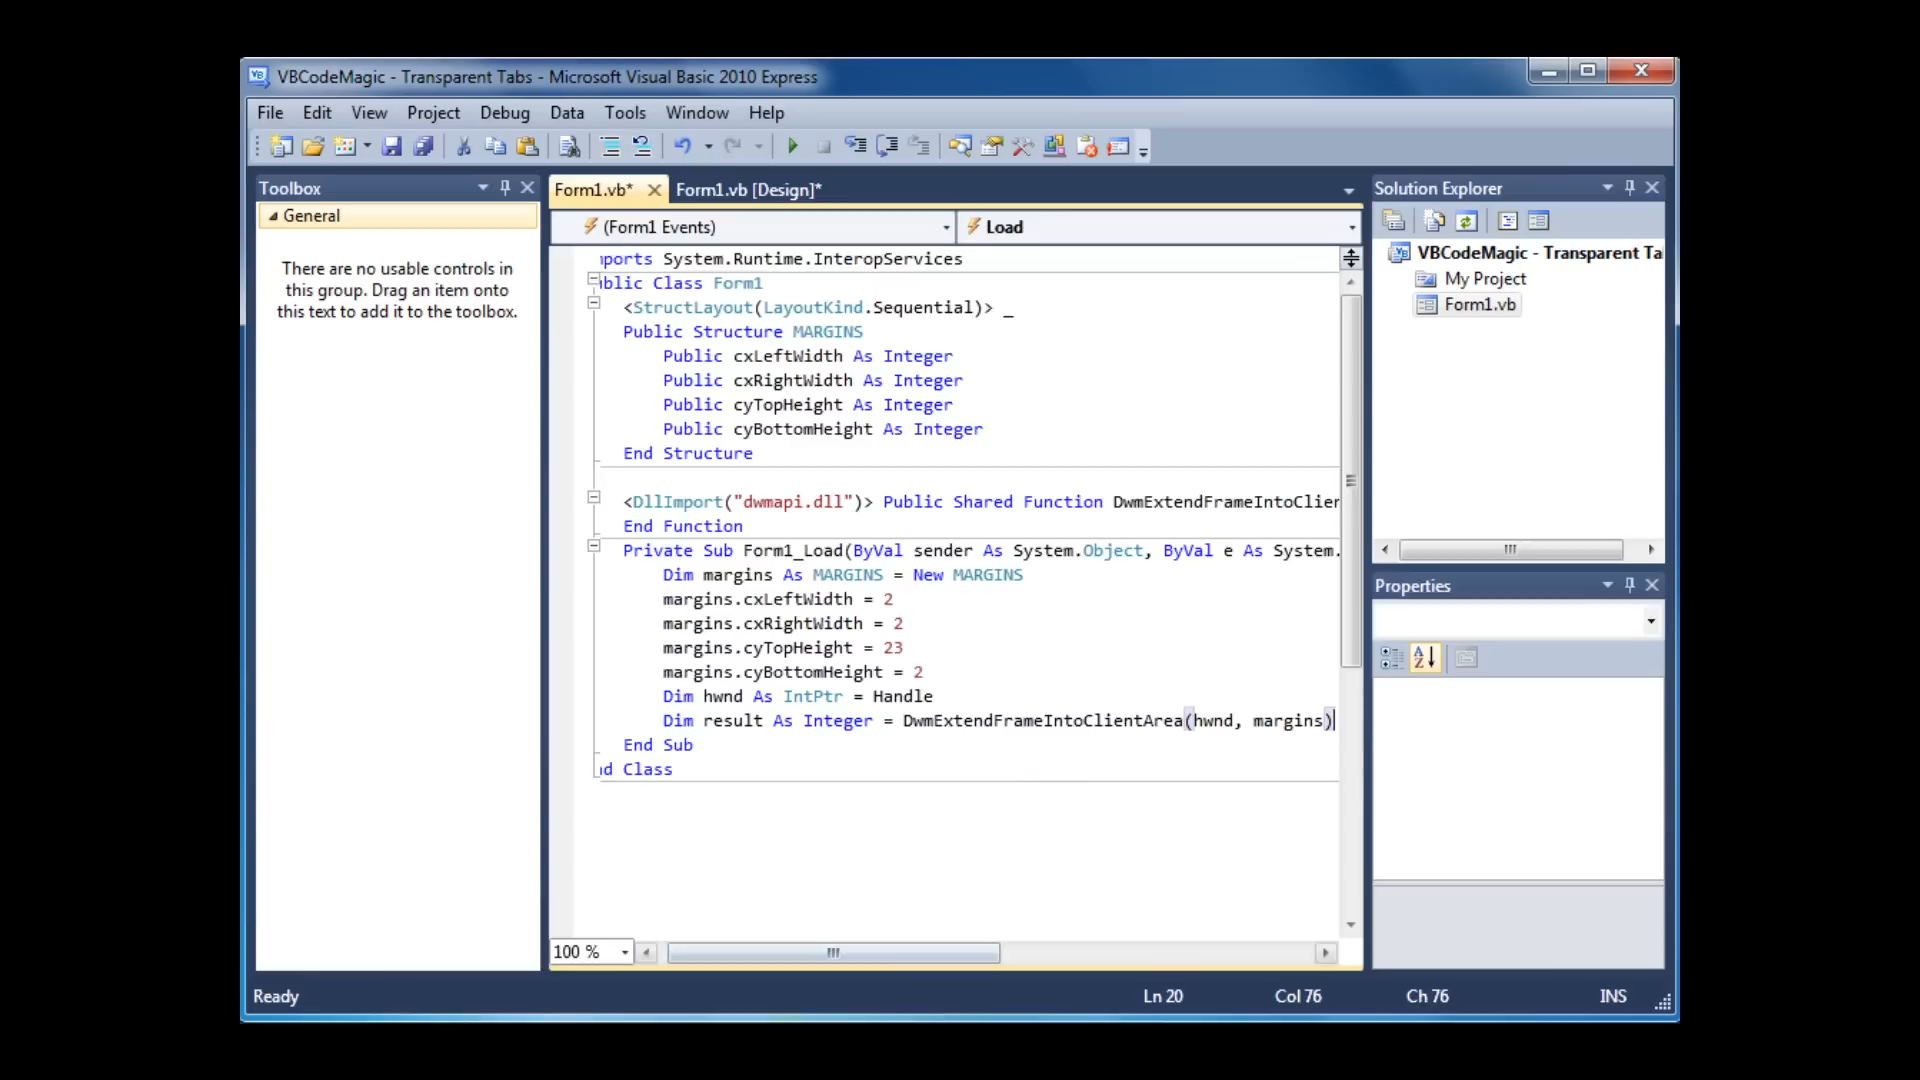 VBCodeMagic - Transparent Tabs - Microsoft Visual Basic 2010 Express
File Edit View Project Debug Data Tools Window Help
Toolbox
General
There are no usable controls in
this group. Drag an item onto
this text to add it to the toolbox.
Form1.vb* Form1.vb [Design]*
(Form1 Events) Load
ports System.Runtime.InteropServices
blic Class Form1
<StructLayout(LayoutKind.Sequential)> _
Public Structure MARGINS
Public cxLeftWidth As Integer
Public cxRightWidth As Integer
Public cyTopHeight As Integer
Public cyBottomHeight As Integer
End Structure
<DllImport("dwmapi.dll")> Public Shared Function DwmExtendFrameIntoClien
End Function
Private Sub Form1_Load(ByVal sender As System.Object, ByVal e As System.
Dim margins As MARGINS = New MARGINS
margins.cxLeftWidth = 2
margins.cxRightWidth = 2
margins.cyTopHeight = 23
margins.cyBottomHeight = 2
Dim hwnd As IntPtr = Handle
Dim result As Integer = DwmExtendFrameIntoClientArea(hwnd, margins)
End Sub
d Class
100 %
Solution Explorer
VBCodeMagic - Transparent Ta
My Project
Form1.vb
Properties
Ready Ln 20 Col 76 Ch 76 INS